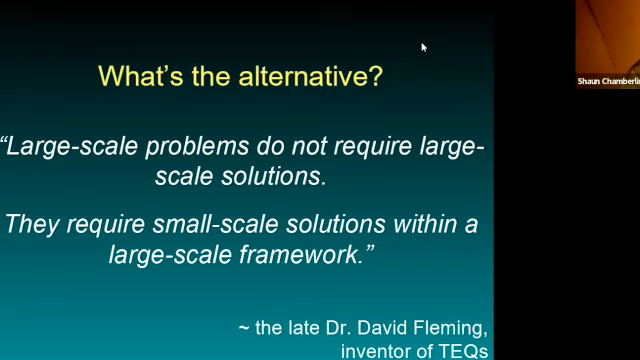 What's the alternative?
Shaun Chamberlin
“Large-scale problems do not require large-
scale solutions.
They require small-scale solutions within a
large-scale framework.”
~ the late Dr. David Fleming,
inventor of TEQs